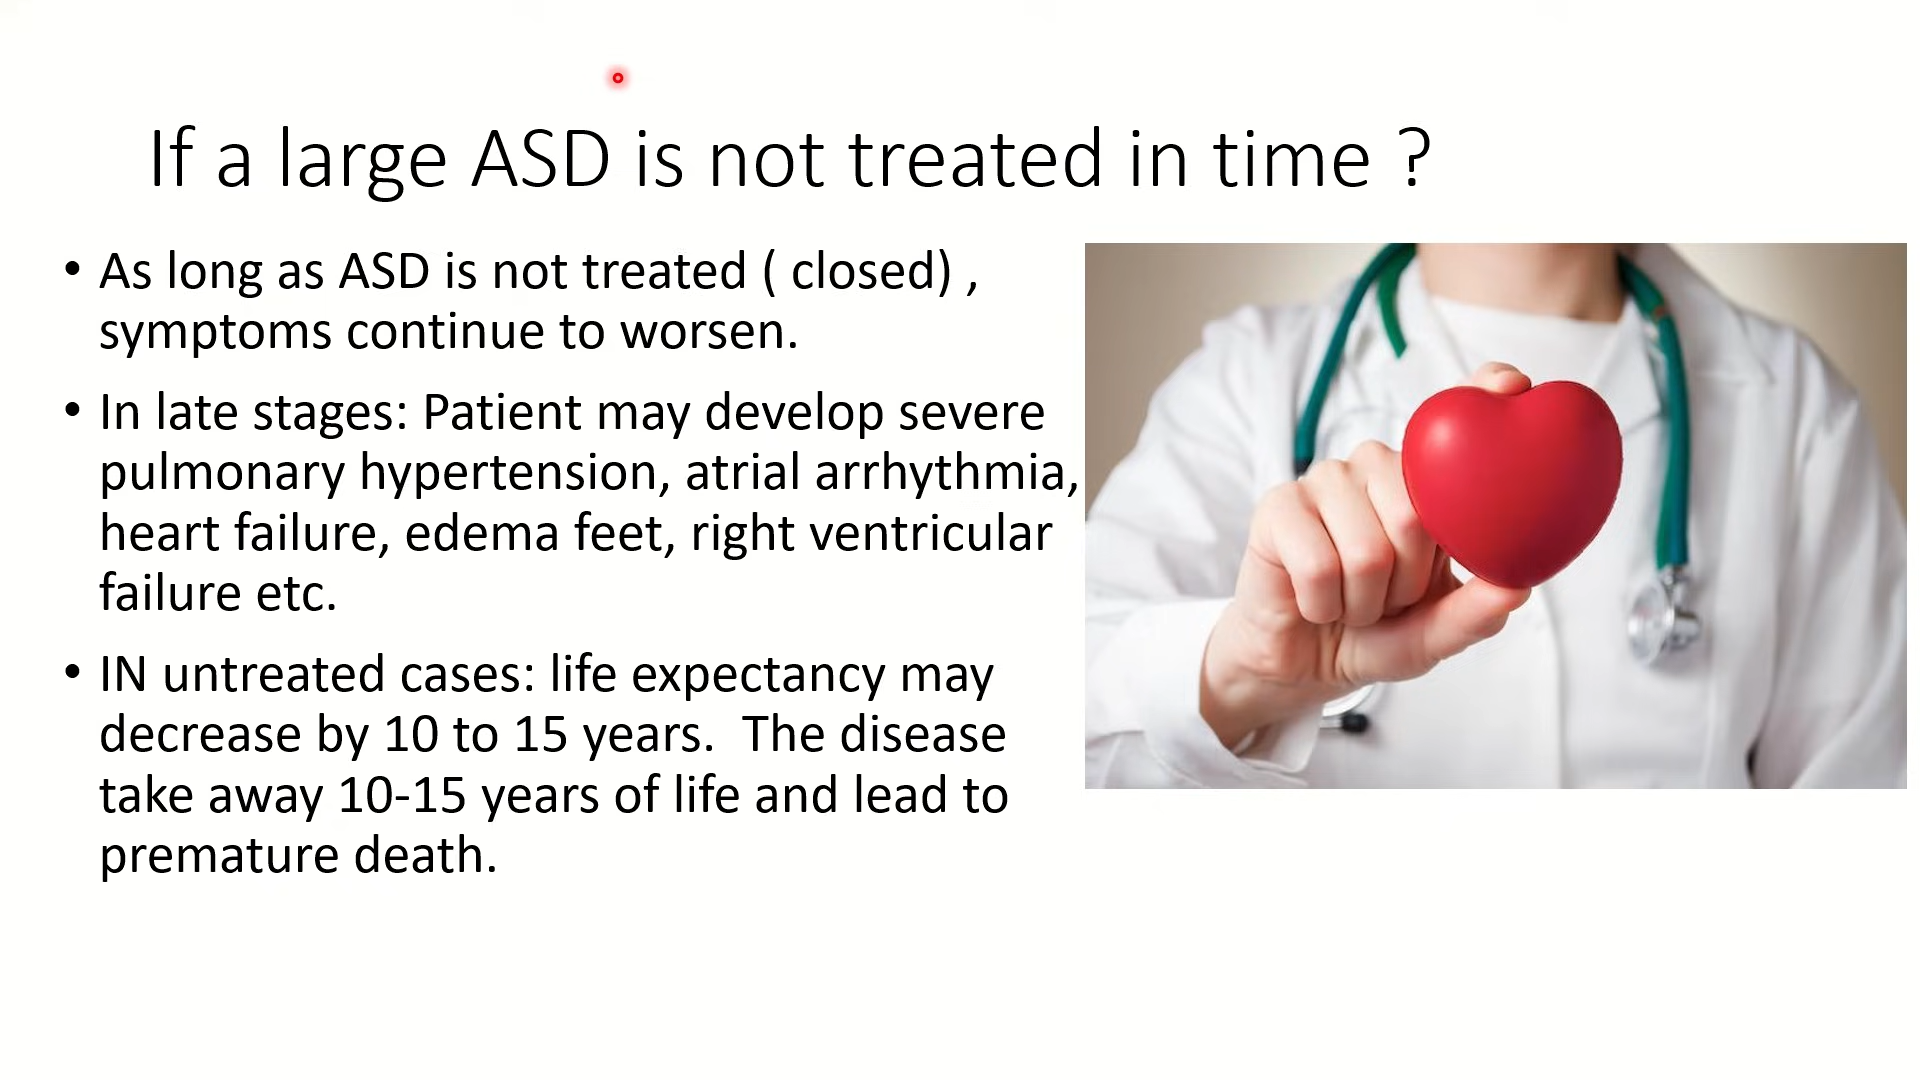 If a large ASD is not treated in time ?
• As long as ASD is not treated ( closed) ,
symptoms continue to worsen.
• In late stages: Patient may develop severe
pulmonary hypertension, atrial arrhythmia,
heart failure, edema feet, right ventricular
failure etc.
• IN untreated cases: life expectancy may
decrease by 10 to 15 years.  The disease
take away 10-15 years of life and lead to
premature death.